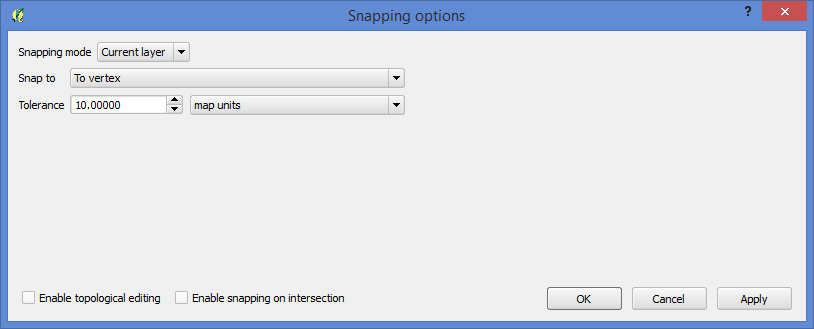 Snapping options
?
Snapping mode Current layer
Snap to To vertex
Tolerance 10.00000 map units
Enable topological editing Enable snapping on intersection OK Cancel Apply